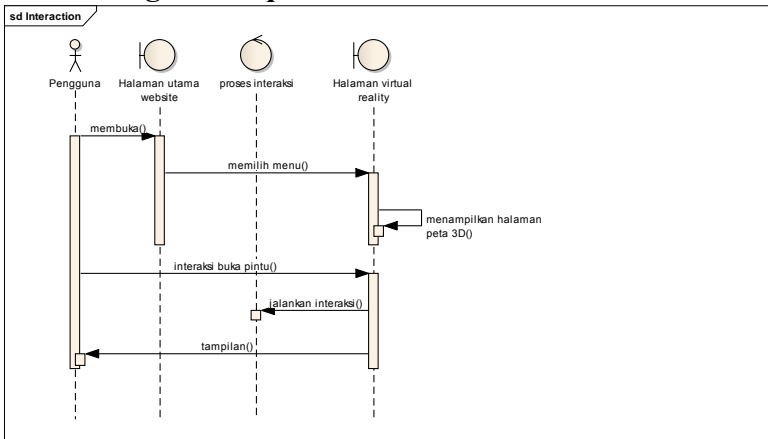 sd Interaction
Pengguna
Halaman utama
website
proses interaksi
Halaman virtual
reality
membuka()
memilih menu()
menampilkan halaman
peta 3D()
interaksi buka pintu()
jalankan interaksi()
tampilan()